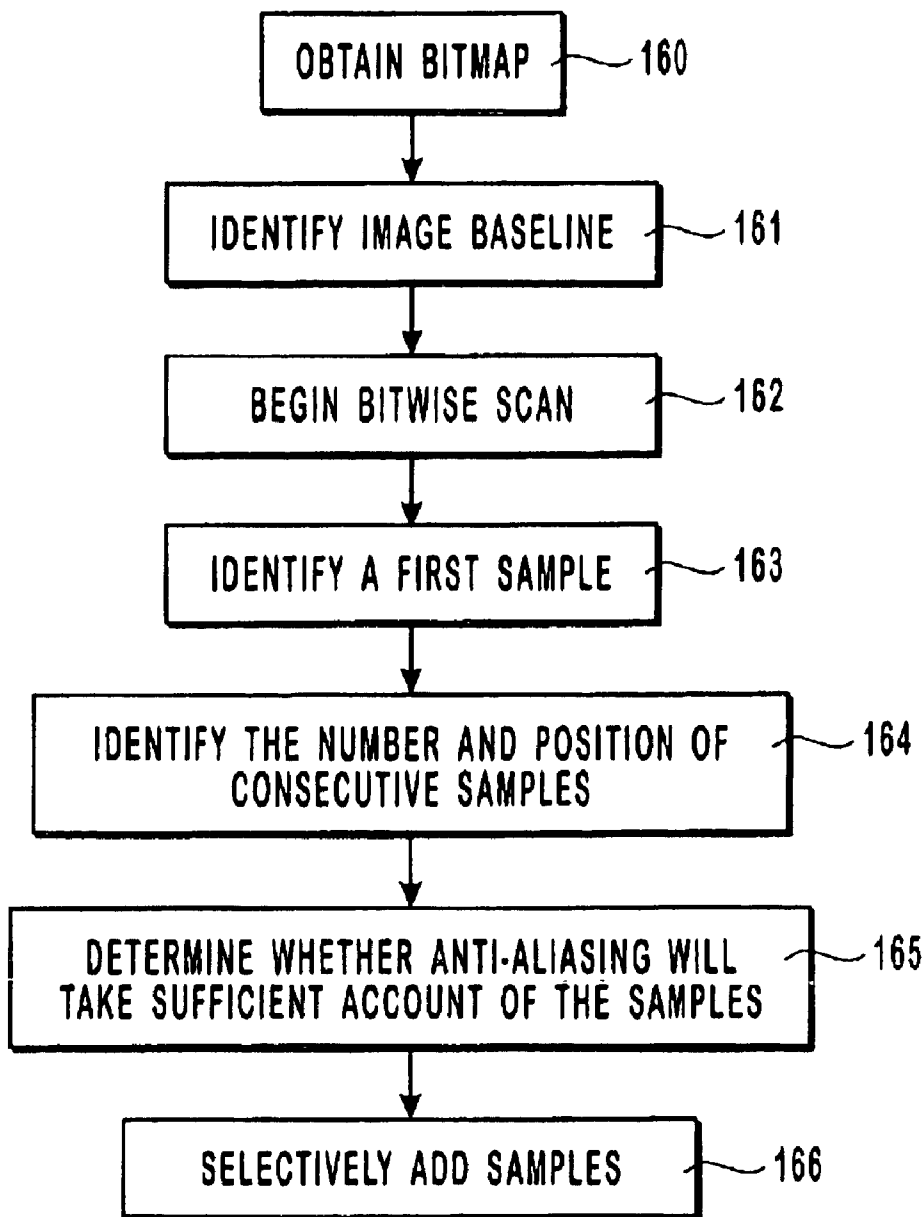 OBTAIN BITMAP 160
IDENTIFY IMAGE BASELINE 161
BEGIN BITWISE SCAN 162
IDENTIFY A FIRST SAMPLE 163
IDENTIFY THE NUMBER AND POSITION OF
CONSECUTIVE SAMPLES 164
DETERMINE WHETHER ANTI-ALIASING WILL
TAKE SUFFICIENT ACCOUNT OF THE SAMPLES 165
SELECTIVELY ADD SAMPLES 166